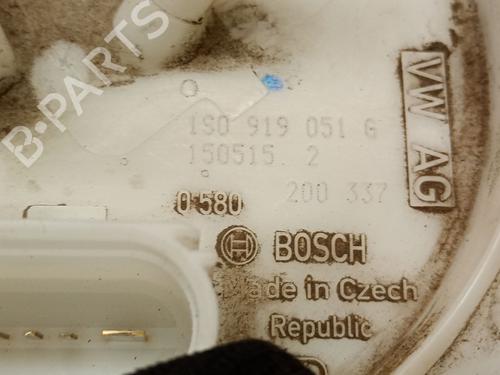 B-PARTS
VW AG
1S0 919 051 G
150515 2
0 580 200 337
BOSCH
Made in Czech
Republic